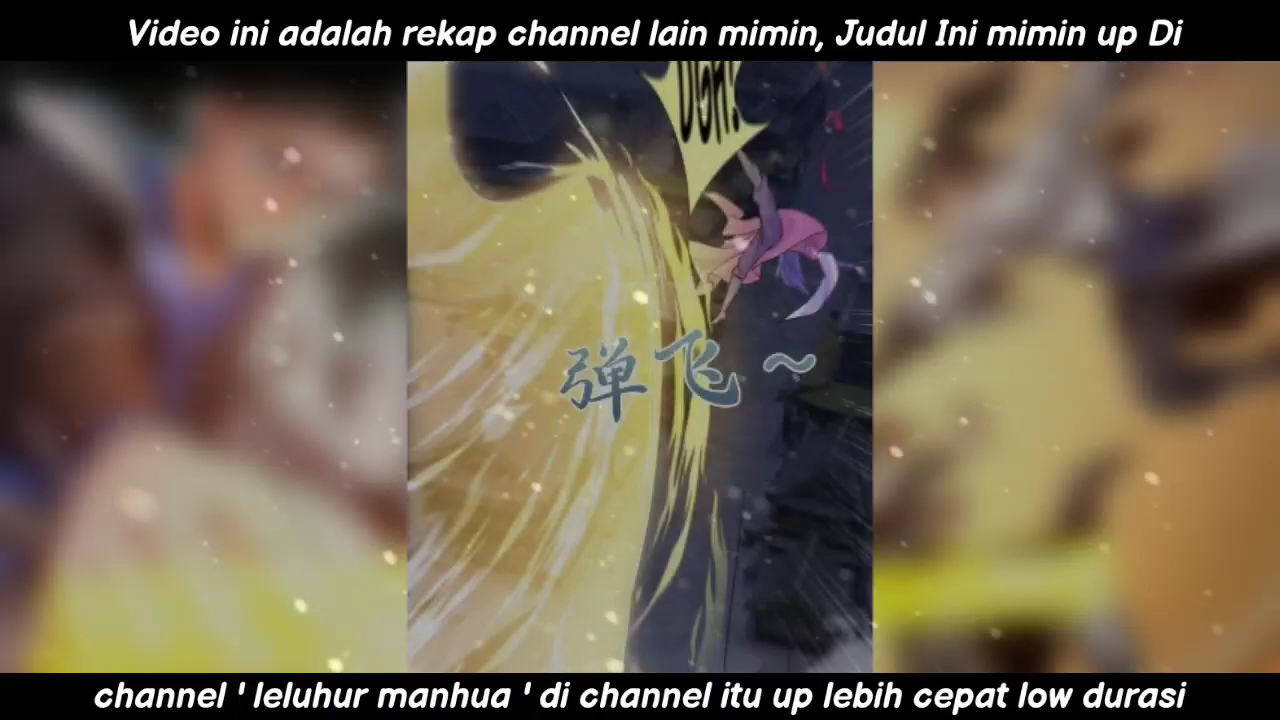 Video ini adalah rekap channel lain mimin, Judul Ini mimin up Di
弹飞~
channel ' leluhur manhua ' di channel itu up lebih cepat low durasi